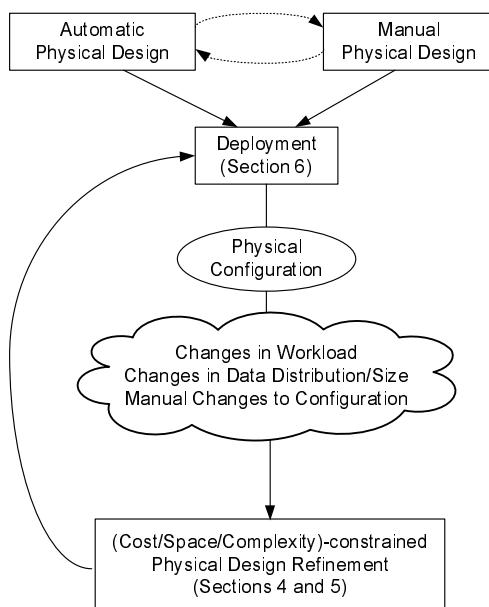 Automatic
Physical Design
Manual
Physical Design
Deployment
(Section 6)
Physical
Configuration
Changes in Workload
Changes in Data Distribution/Size
Manual Changes to Configuration
(Cost/Space/Complexity)-constrained
Physical Design Refinement
(Sections 4 and 5)